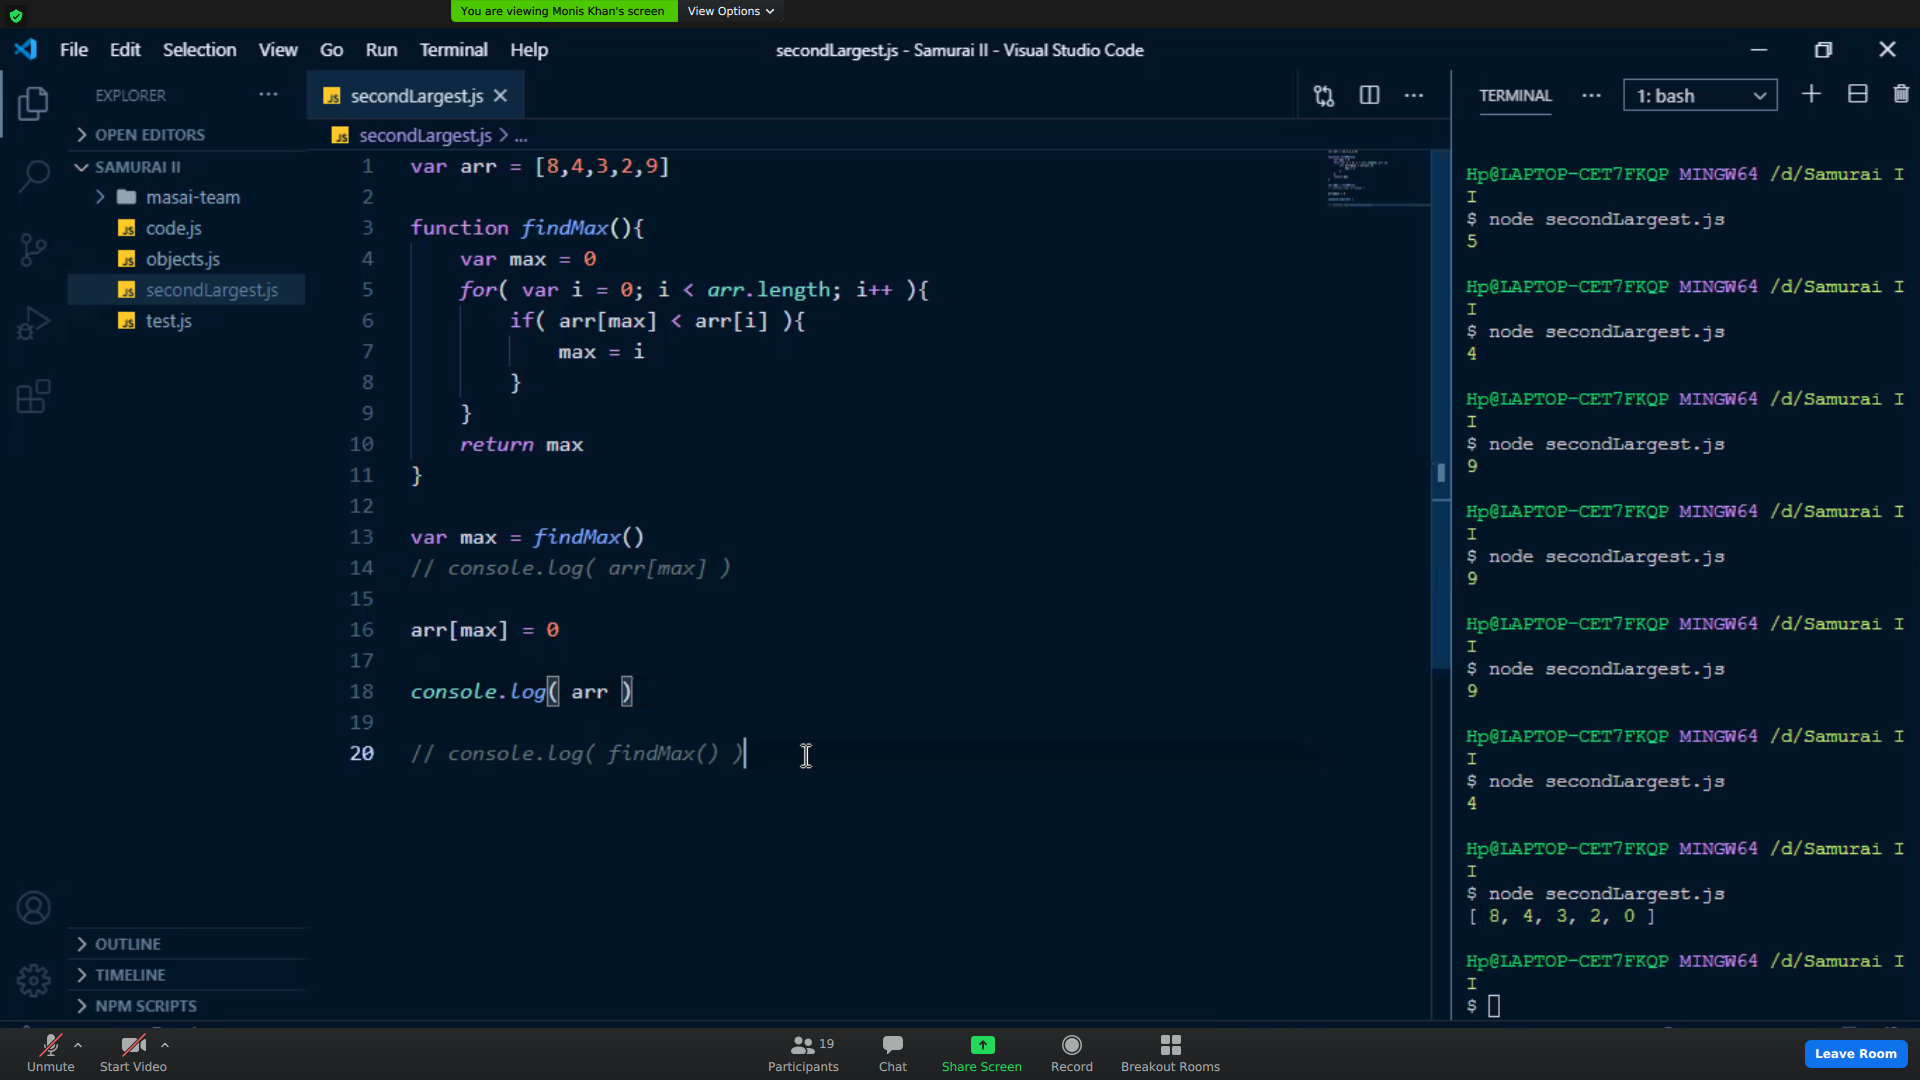 You are viewing Monis Khan's screen View Options
File Edit Selection View Go Run Terminal Help secondLargest.js - Samurai II - Visual Studio Code
EXPLORER
OPEN EDITORS
SAMURAI II
masai-team
code.js
objects.js
secondLargest.js
test.js
OUTLINE
TIMELINE
NPM SCRIPTS
secondLargest.js
secondLargest.js > ...
1 var arr = [8,4,3,2,9]
2
3 function findMax(){
4 var max = 0
5 for( var i = 0; i < arr.length; i++ ){
6 if( arr[max] < arr[i] ){
7 max = i
8 }
9 }
10 return max
11 }
12
13 var max = findMax()
14 // console.log( arr[max] )
15
16 arr[max] = 0
17
18 console.log( arr )
19
20 // console.log( findMax() )
TERMINAL 1: bash
Hp@LAPTOP-CET7FKQP MINGW64 /d/Samurai I
I
$ node secondLargest.js
5
Hp@LAPTOP-CET7FKQP MINGW64 /d/Samurai I
I
$ node secondLargest.js
4
Hp@LAPTOP-CET7FKQP MINGW64 /d/Samurai I
I
$ node secondLargest.js
9
Hp@LAPTOP-CET7FKQP MINGW64 /d/Samurai I
I
$ node secondLargest.js
9
Hp@LAPTOP-CET7FKQP MINGW64 /d/Samurai I
I
$ node secondLargest.js
9
Hp@LAPTOP-CET7FKQP MINGW64 /d/Samurai I
I
$ node secondLargest.js
4
Hp@LAPTOP-CET7FKQP MINGW64 /d/Samurai I
I
$ node secondLargest.js
[ 8, 4, 3, 2, 0 ]
Hp@LAPTOP-CET7FKQP MINGW64 /d/Samurai I
I
$
Unmute Start Video Participants 19 Chat Share Screen Record Breakout Rooms Leave Room